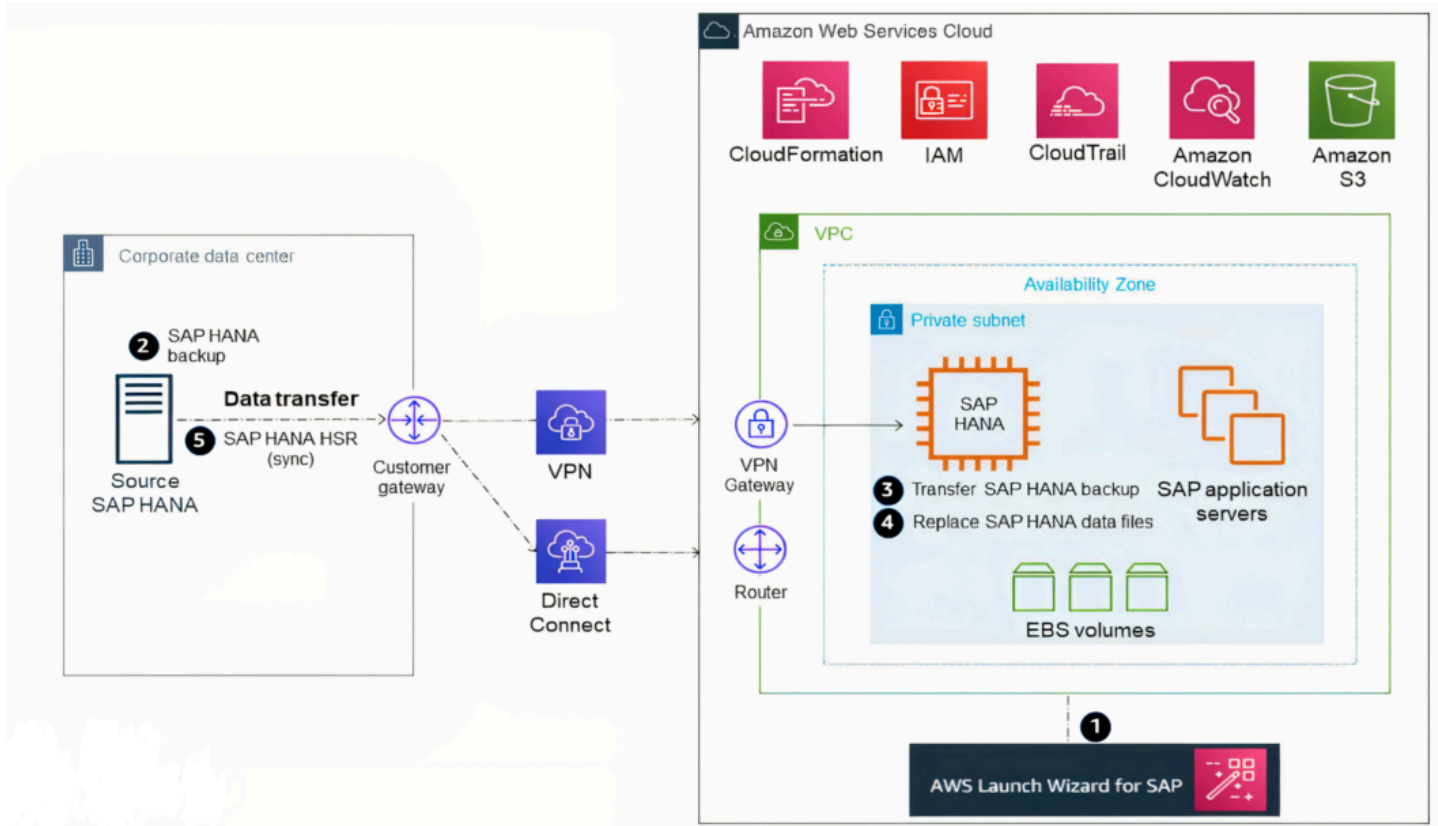 Amazon Web Services Cloud
CloudFormation
IAM
CloudTrail
Amazon
CloudWatch
Amazon
S3
VPC
Corporate data center
Availability Zone
Private subnet
2
SAP HANA
backup
Data transfer
5
SAP HANA HSR
(sync)
Source
SAP HANA
Customer
gateway
VPN
Direct
Connect
VPN
Gateway
Router
SAP
HANA
3 Transfer SAP HANA backup
4 Replace SAP HANA data files
SAP application
servers
EBS volumes
1
AWS Launch Wizard for SAP